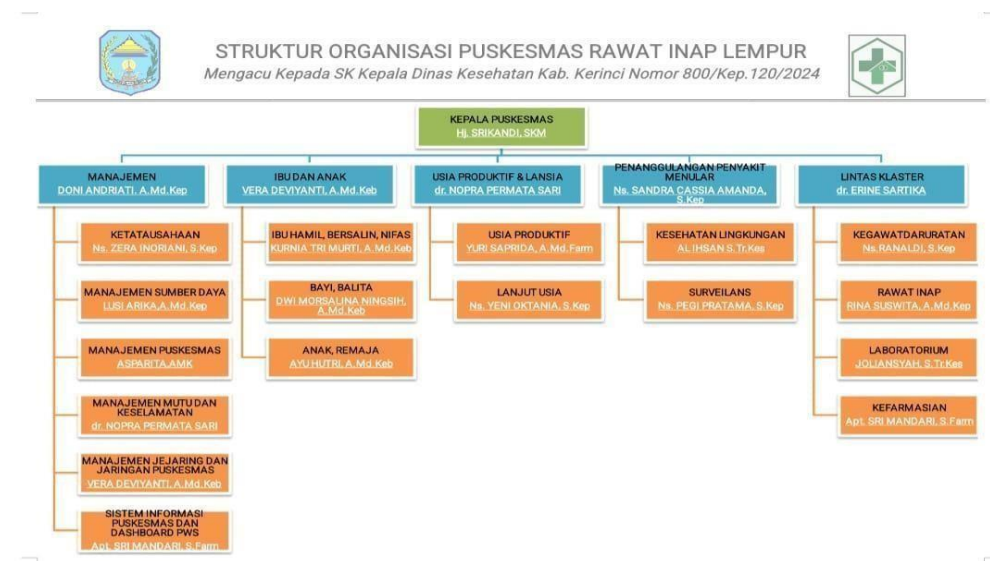 STRUKTUR ORGANISASI PUSKESMAS RAWAT INAP LEMPUR
Mengacu Kepada SK Kepala Dinas Kesehatan Kab. Kerinci Nomor 800/Kep.120/2024
KEPALA PUSKESMAS
Hj. SRIKANDI, SKM
MANAJEMEN
DONI ANDRIATI, A.Md.Kep
KETATAUSAHAAN
Ns. ZERA INORIANI, S.Kep
MANAJEMEN SUMBER DAYA
LUSI ARIKA,A.Md.Kep
MANAJEMEN PUSKESMAS
ASPARITA,AMK
MANAJEMEN MUTU DAN
KESELAMATAN
dr. NOPRA PERMATA SARI
MANAJEMEN JEJARING DAN
JARINGAN PUSKESMAS
VERA DEVIYANTI, A.Md.Keb
SISTEM INFORMASI
PUSKESMAS DAN
DASHBOARD PWS
Apt. SRI MANDARI, S.Farm
IBU DAN ANAK
VERA DEVIYANTI, A.Md.Keb
IBU HAMIL, BERSALIN, NIFAS
KURNIA TRI MURTI, A.Md.Keb
BAYI, BALITA
DWI MORSALINA NINGSIH,
A.Md.Keb
ANAK, REMAJA
AYU HUTRI, A.Md.Keb
USIA PRODUKTIF & LANSIA
dr. NOPRA PERMATA SARI
USIA PRODUKTIF
YURI SAPRIDA, A.Md.Farm
LANJUT USIA
Ns. YENI OKTANIA, S.Kep
PENANGGULANGAN PENYAKIT
MENULAR
Ns. SANDRA CASSIA AMANDA,
S.Kep
KESEHATAN LINGKUNGAN
AL IHSAN S.Tr.Kes
SURVEILANS
Ns. PEGI PRATAMA, S.Kep
LINTAS KLASTER
dr. ERINE SARTIKA
KEGAWATDARURATAN
Ns.RANALDI, S.Kep
RAWAT INAP
RINA SUSWITA, A,Md.Kep
LABORATORIUM
JOLIANSYAH, S.Tr.Kes
KEFARMASIAN
Apt. SRI MANDARI, S.Farm